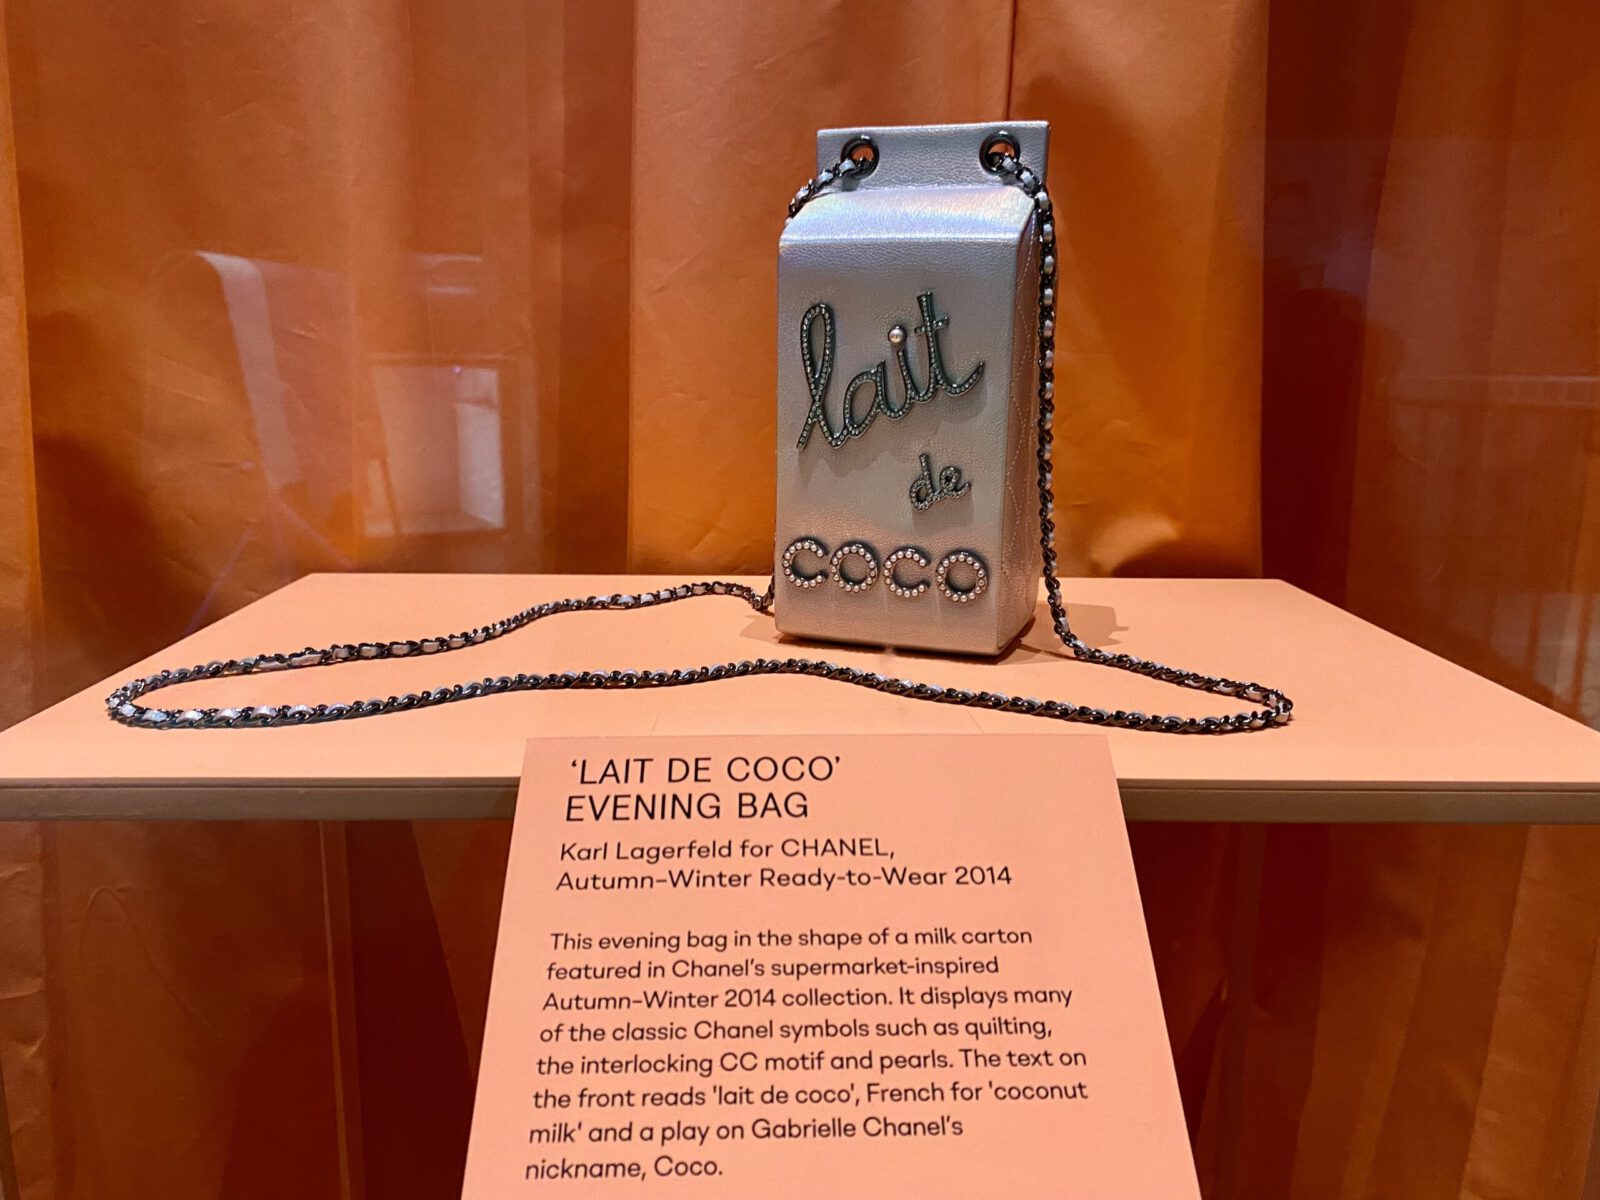 lait
de
COCO
‘LAIT DE COCO’
EVENING BAG
Karl Lagerfeld for CHANEL,
Autumn–Winter Ready-to-Wear 2014
This evening bag in the shape of a milk carton
featured in Chanel’s supermarket-inspired
Autumn–Winter 2014 collection. It displays many
of the classic Chanel symbols such as quilting,
the interlocking CC motif and pearls. The text on
the front reads 'lait de coco', French for 'coconut
milk' and a play on Gabrielle Chanel’s
nickname, Coco.